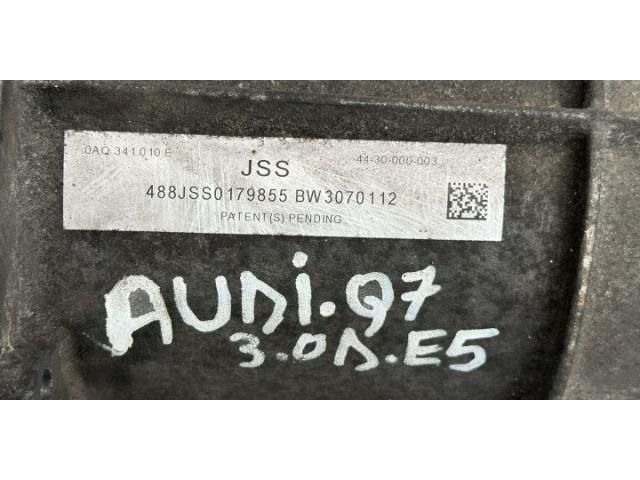 0AQ 341 010 E
JSS
44-30-000-003
488JSS0179855 BW3070112
PATENT(S) PENDING
AUDi.Q7
3.0D.E5